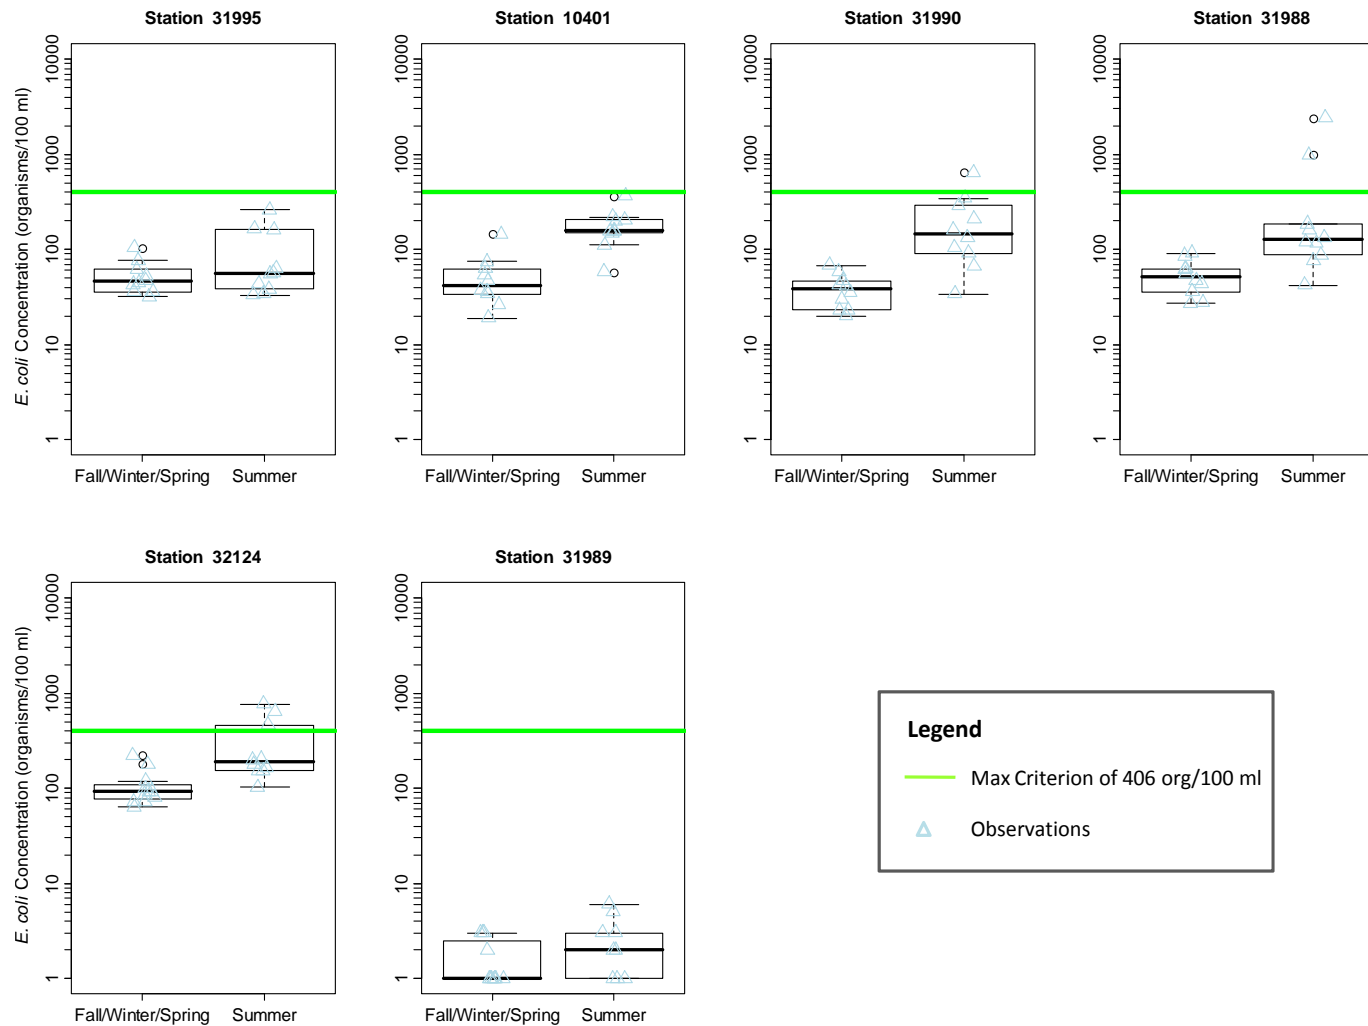 Station 31995
Station 10401
Station 31990
Station 31988
E. coli Concentration (organisms/100 ml)
10000
1000
100
10
1
Fall/Winter/Spring
Summer
10000
1000
100
10
1
Fall/Winter/Spring
Summer
10000
1000
100
10
1
Fall/Winter/Spring
Summer
10000
1000
100
10
1
Fall/Winter/Spring
Summer
Station 32124
Station 31989
E. coli Concentration (organisms/100 ml)
10000
1000
100
10
1
Fall/Winter/Spring
Summer
10000
1000
100
10
1
Fall/Winter/Spring
Summer
Legend
Max Criterion of 406 org/100 ml
Observations